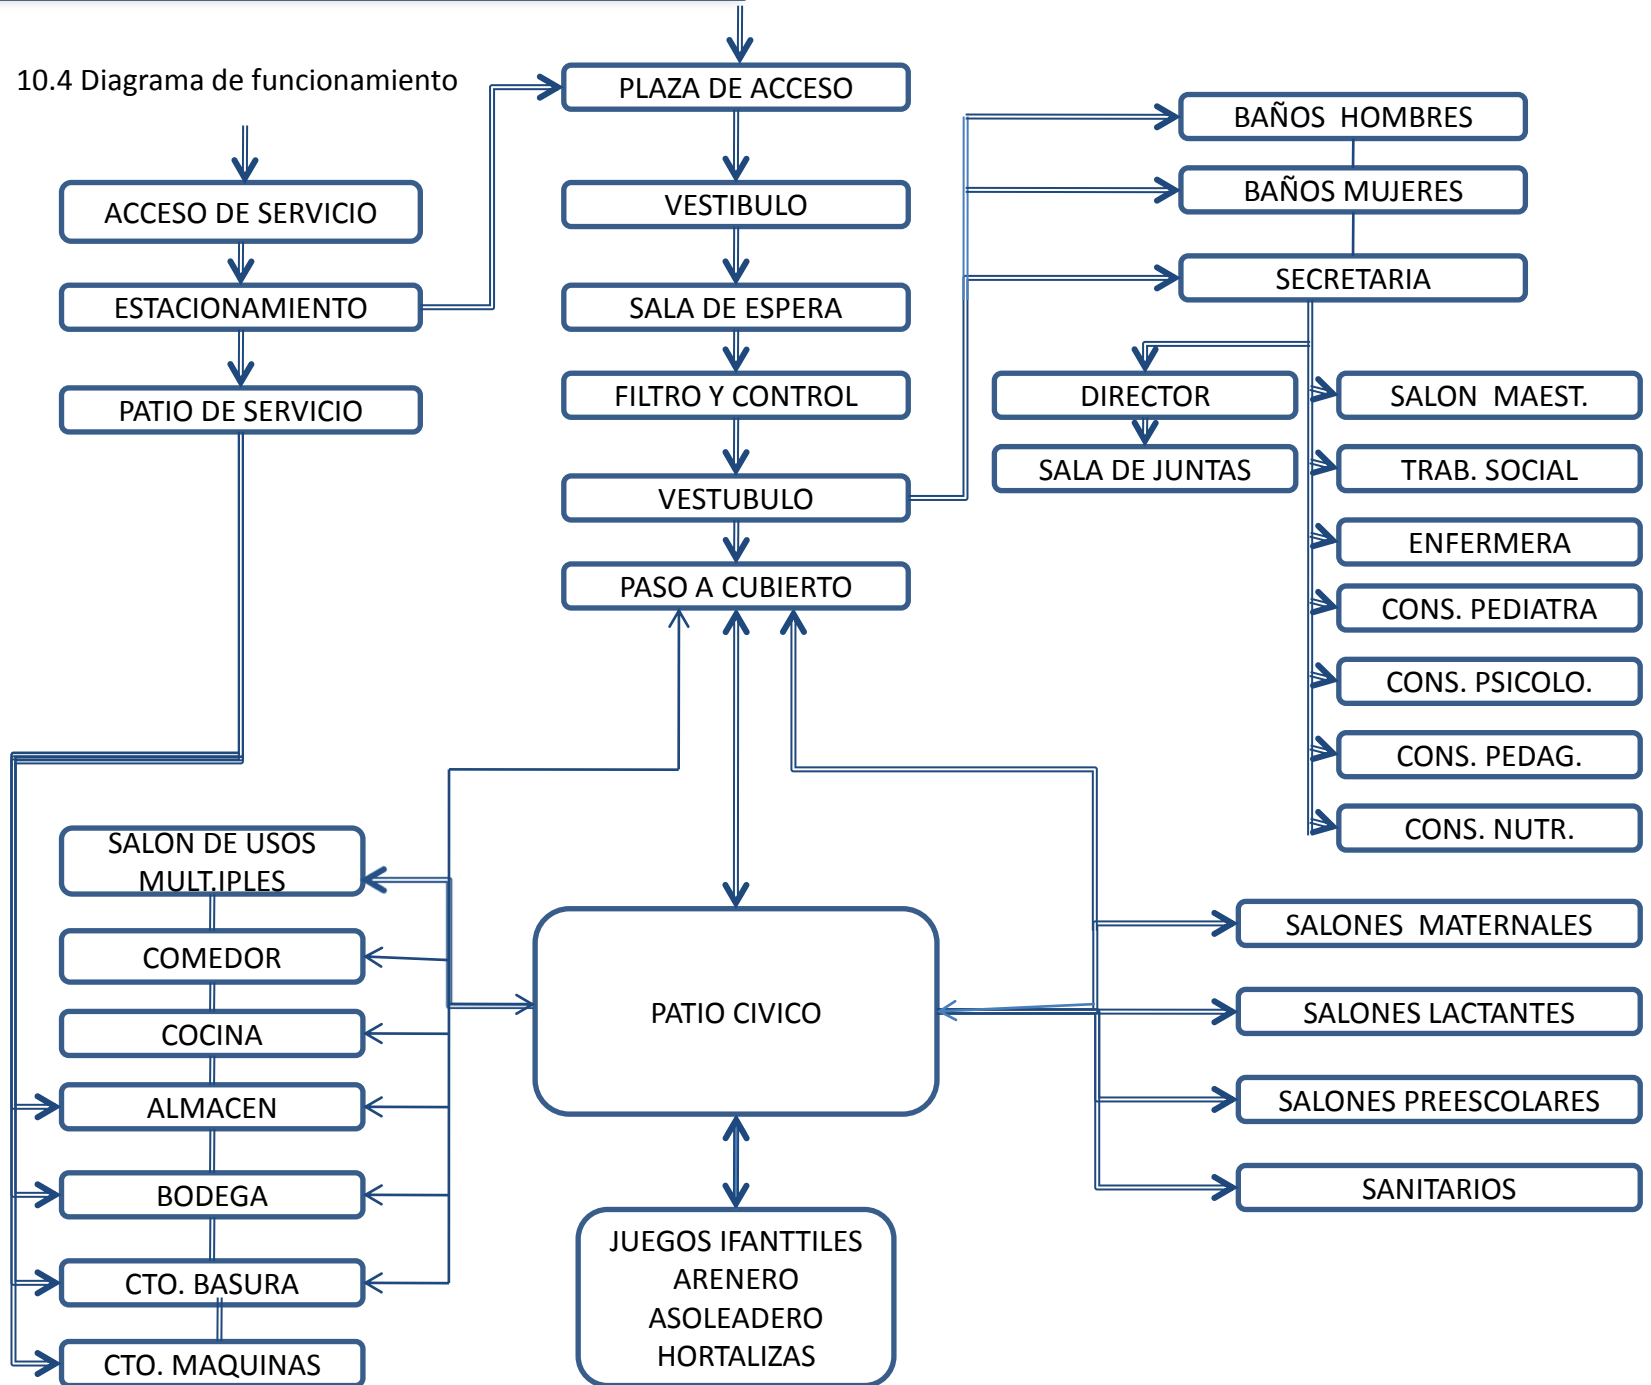 10.4 Diagrama de funcionamiento
ACCESO DE SERVICIO
ESTACIONAMIENTO
PATIO DE SERVICIO
PLAZA DE ACCESO
VESTIBULO
SALA DE ESPERA
FILTRO Y CONTROL
VESTUBULO
PASO A CUBIERTO
BAÑOS HOMBRES
BAÑOS MUJERES
SECRETARIA
DIRECTOR
SALA DE JUNTAS
SALON MAEST.
TRAB. SOCIAL
ENFERMERA
CONS. PEDIATRA
CONS. PSICOLO.
CONS. PEDAG.
CONS. NUTR.
SALON DE USOS
MULT.IPLES
COMEDOR
COCINA
ALMACEN
BODEGA
CTO. BASURA
CTO. MAQUINAS
PATIO CIVICO
JUEGOS IFANTTILES
ARENERO
ASOLEADERO
HORTALIZAS
SALONES MATERNALES
SALONES LACTANTES
SALONES PREESCOLARES
SANITARIOS